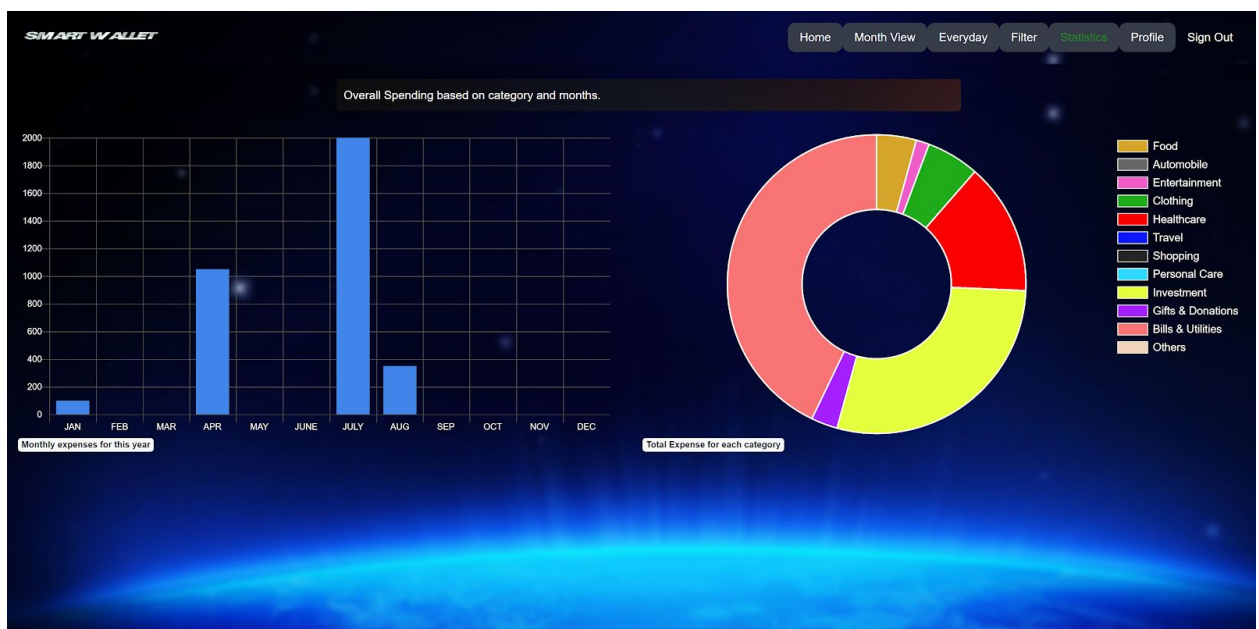 SMART WALLET
Home Month View Everyday Filter Statistics Profile Sign Out
Overall Spending based on category and months.
2000
1800
1600
1400
1200
1000
800
600
400
200
0
JAN FEB MAR APR MAY JUNE JULY AUG SEP OCT NOV DEC
Monthly expenses for this year
Food
Automobile
Entertainment
Clothing
Healthcare
Travel
Shopping
Personal Care
Investment
Gifts & Donations
Bills & Utilities
Others
Total Expense for each category